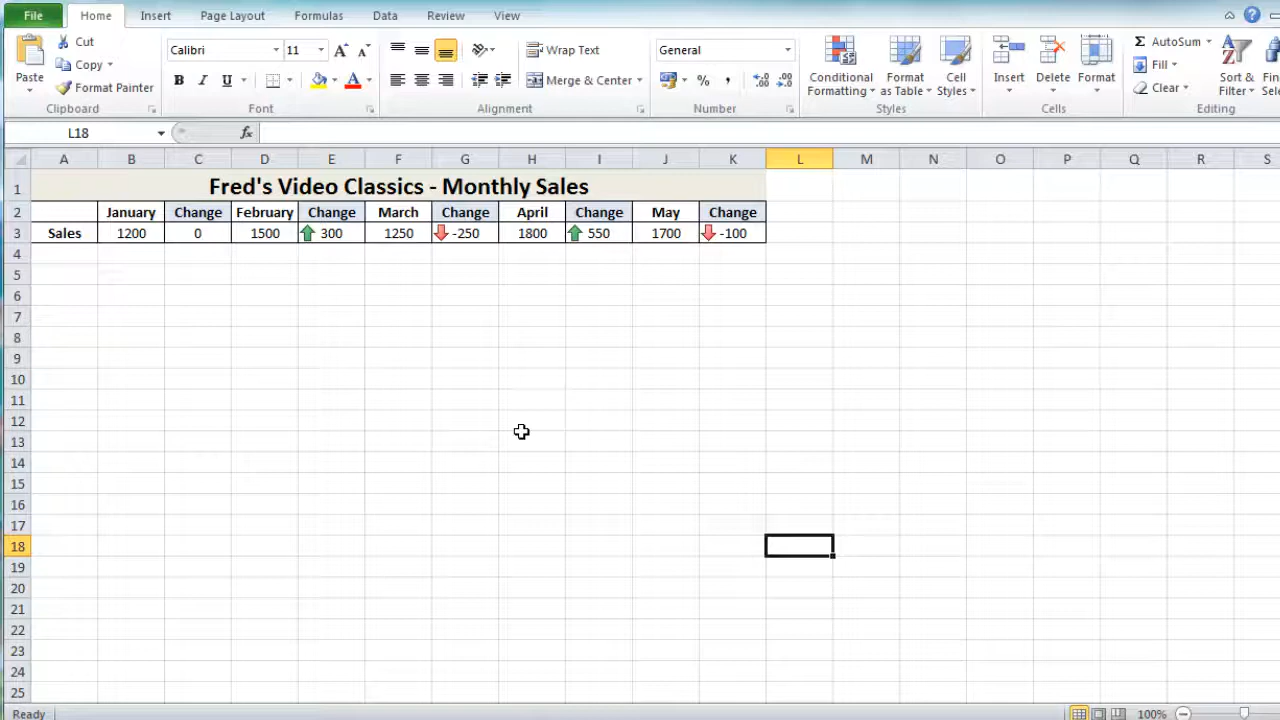 File Home Insert Page Layout Formulas Data Review View
Cut Calibri 11 A A Wrap Text General Σ AutoSum
Copy Fill
Paste Format Painter B I U A Merge & Center % , Conditional Formatting Format as Table Cell Styles Insert Delete Format Clear Sort & Filter
Clipboard Font Alignment Number Styles Cells Editing
L18 fx
A B C D E F G H I J K L M N O P Q R S
1 Fred's Video Classics - Monthly Sales
2 January Change February Change March Change April Change May Change
3 Sales 1200 0 1500 300 1250 -250 1800 550 1700 -100
4
5
6
7
8
9
10
11
12
13
14
15
16
17
18
19
20
21
22
23
24
25
Ready 100%